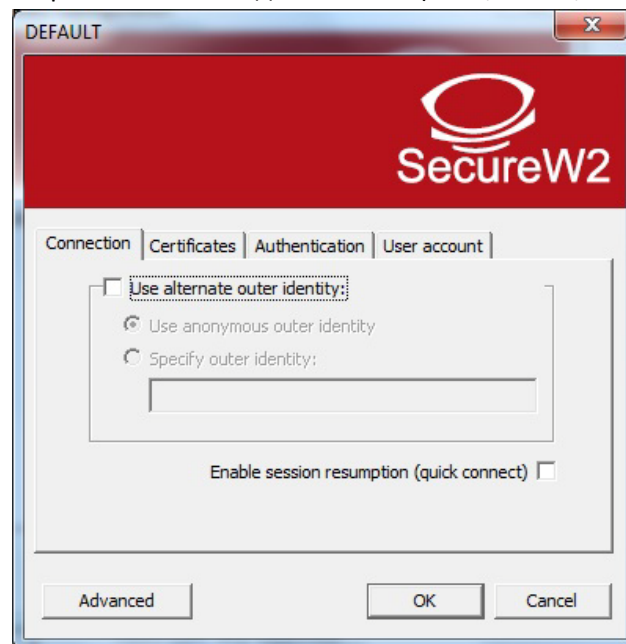 DEFAULT
SecureW2
Connection Certificates Authentication User account
Use alternate outer identity:
Use anonymous outer identity
Specify outer identity:
Enable session resumption (quick connect)
Advanced OK Cancel